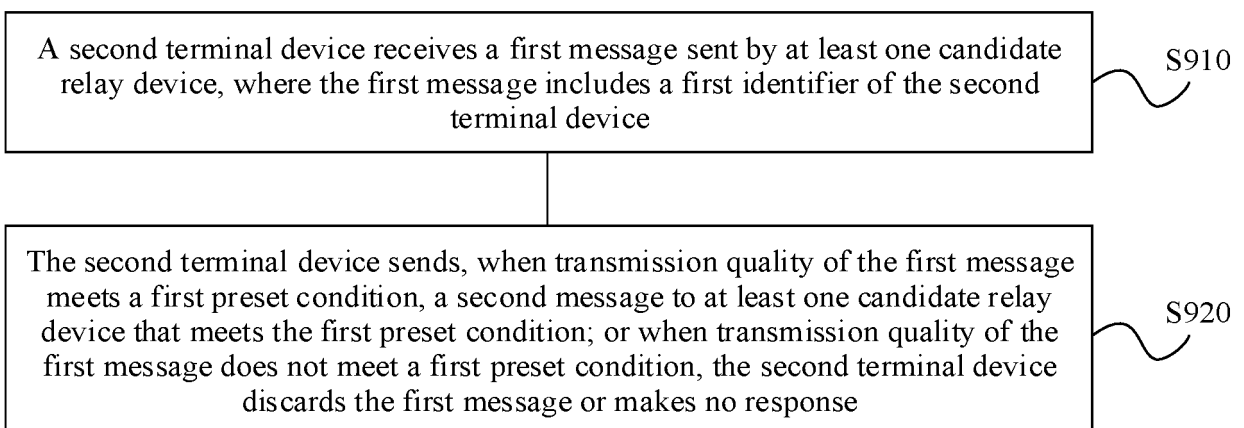 A second terminal device receives a first message sent by at least one candidate
relay device, where the first message includes a first identifier of the second
terminal device
S910
The second terminal device sends, when transmission quality of the first message
meets a first preset condition, a second message to at least one candidate relay
device that meets the first preset condition; or when transmission quality of the
first message does not meet a first preset condition, the second terminal device
discards the first message or makes no response
S920